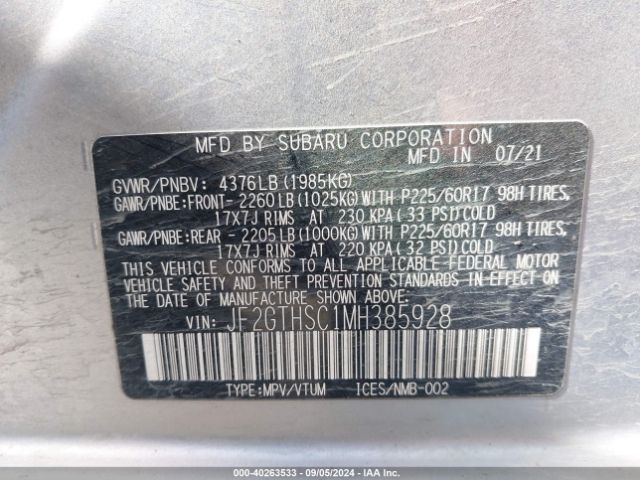 MFD BY SUBARU CORPORATION
MFD IN 07/21
GVWR/PNBV: 4376LB (1985KG)
GAWR/PNBE:FRONT- 2260LB (1025KG)WITH P225/60R17 98H TIRES,
17X7J RIMS AT 230 KPA( 33 PSI)COLD
GAWR/PNBE:REAR - 2205LB (1000KG)WITH P225/60R17 98H TIRES,
17X7J RIMS AT 220 KPA( 32 PSI)COLD
THIS VEHICLE CONFORMS TO ALL APPLICABLE-FEDERAL MOTOR
VEHICLE SAFETY AND THEFT PREVENTION STANDARDS IN EFFECT
ON THE DATE OF MANUFACTURE SHOWN ABOVE.
VIN: JF2GTHSC1MH385928
TYPE:MPV/VTUM ICES/NMB-002
000-40263533 - 09/05/2024 - IAAI.COM